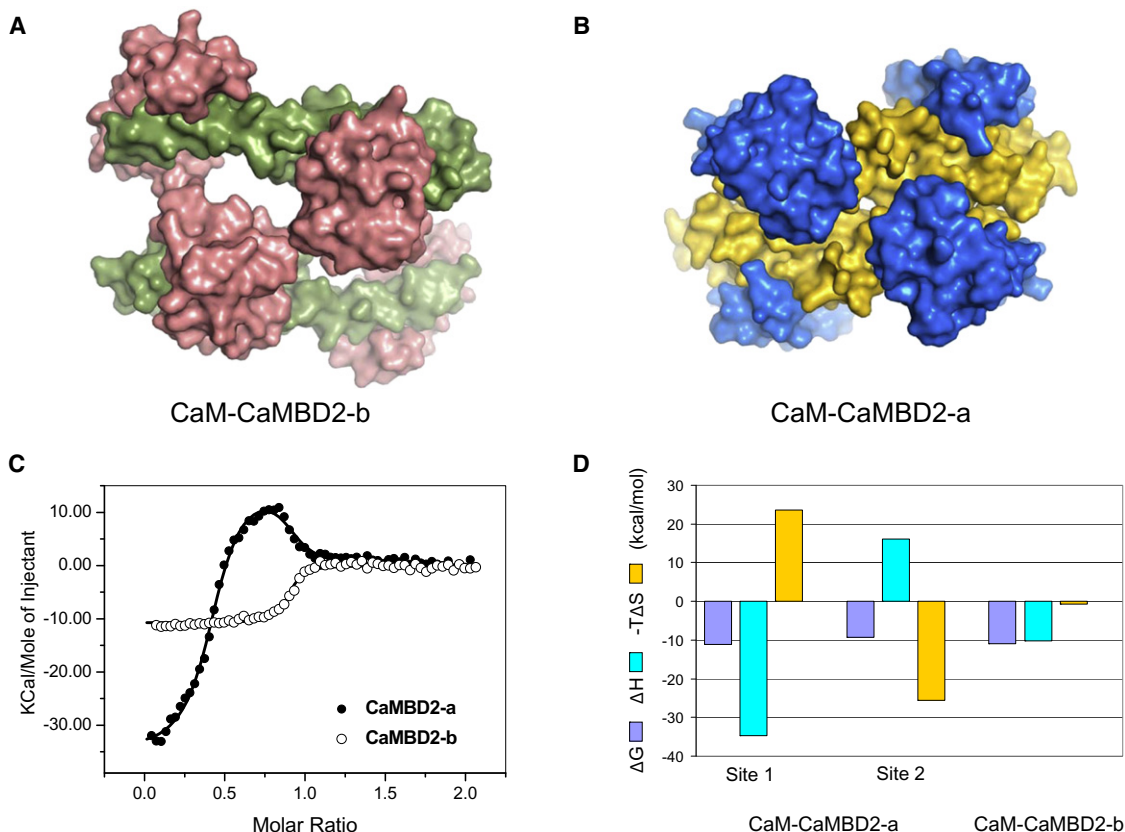 A
B
CaM-CaMBD2-b
CaM-CaMBD2-a
C
KCal/Mole of Injectant
10.00
0.00
-10.00
-20.00
-30.00
CaMBD2-a
CaMBD2-b
0.0 0.5 1.0 1.5 2.0
Molar Ratio
D
ΔG ΔH -TΔS (kcal/mol)
30
20
10
0
-10
-20
-30
-40
Site 1 Site 2
CaM-CaMBD2-a CaM-CaMBD2-b